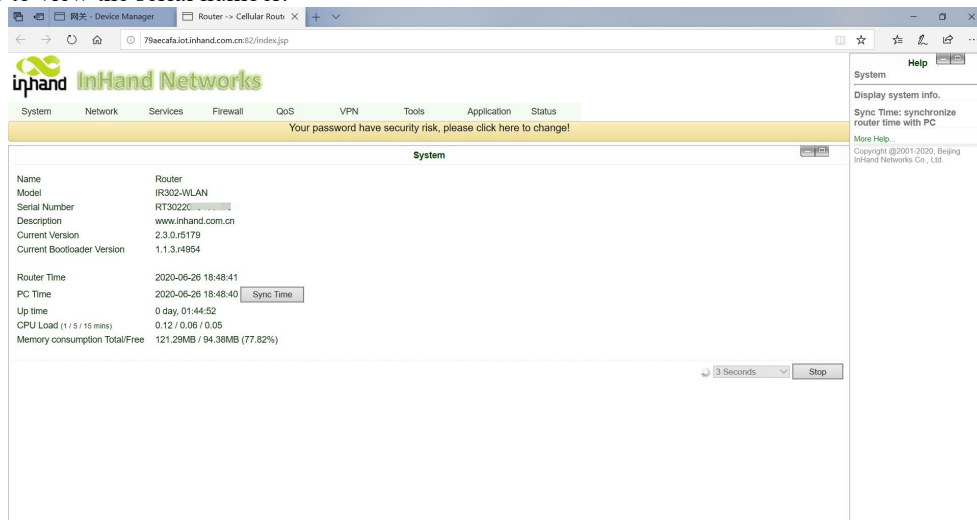 网关 - Device Manager
Router -> Cellular Route
79aecafa.iot.inhand.com.cn:82/index.jsp
inhand InHand Networks
System Network Services Firewall QoS VPN Tools Application Status
Your password have security risk, please click here to change!
System
Name Router
Model IR302-WLAN
Serial Number RT30220
Description www.inhand.com.cn
Current Version 2.3.0.r5179
Current Bootloader Version 1.1.3.r4954
Router Time 2020-06-26 18:48:41
PC Time 2020-06-26 18:48:40 Sync Time
Up time 0 day, 01:44:52
CPU Load (1 / 5 / 15 mins) 0.12 / 0.06 / 0.05
Memory consumption Total/Free 121.29MB / 94.38MB (77.82%)
3 Seconds Stop
Help
System
Display system info.
Sync Time: synchronize
router time with PC
More Help...
Copyright @2001-2020, Beijing
InHand Networks Co., Ltd.